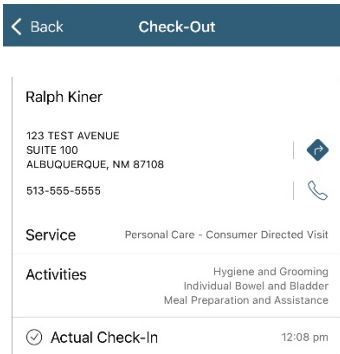 Back Check-Out
Ralph Kiner
123 TEST AVENUE
SUITE 100
ALBUQUERQUE, NM 87108
513-555-5555
Service Personal Care - Consumer Directed Visit
Activities Hygiene and Grooming
Individual Bowel and Bladder
Meal Preparation and Assistance
Actual Check-In 12:08 pm